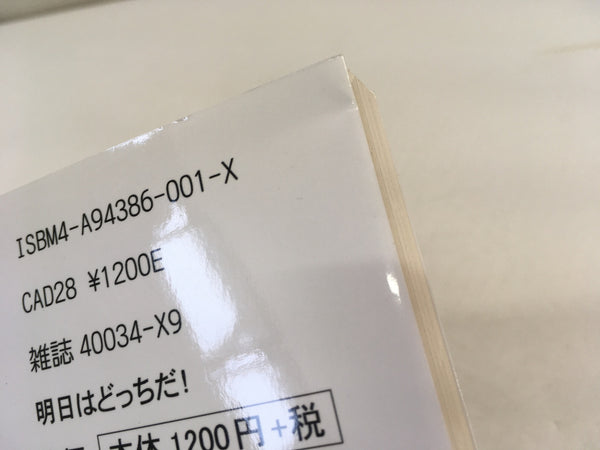 ISBM4-A94386-001-X
CAD28 ¥1200E
雑誌 40034-X9
明日はどっちだ!
本体 1200円+税